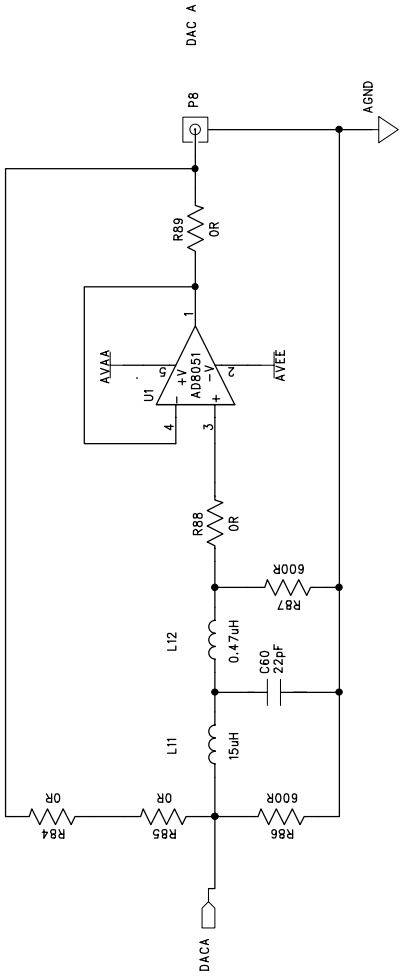 DAC A
P8
AGND
R89
0R
1
AVAA
5
U1
+V
-
AD8051
-V
+
2
AVEE
4
3
R88
0R
L12
0.47uH
R87
600R
C60
22pF
L11
15uH
R84
0R
R85
0R
R86
600R
DACA